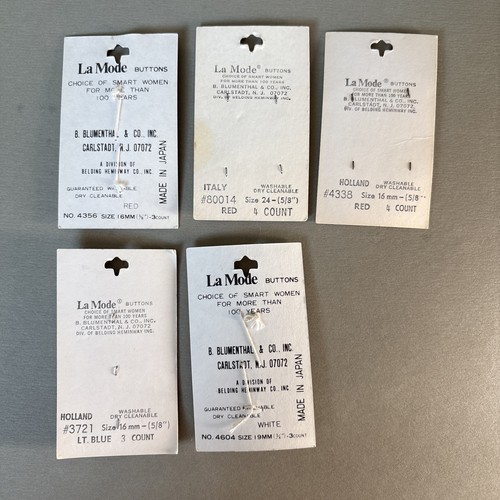 La Mode BUTTONS
CHOICE OF SMART WOMEN
FOR MORE THAN
100 YEARS
B. BLUMENTHAL & CO., INC.
CARLSTADT, N.J. 07072
A DIVISION OF
BELDING HEMINWAY CO., INC.
MADE IN JAPAN
GUARANTEED WASHABLE
DRY CLEANABLE
RED
NO. 4356 SIZE 16MM 3 COUNT
La Mode® BUTTONS
CHOICE OF SMART WOMEN
FOR MORE THAN 100 YEARS
B. BLUMENTHAL & CO., INC.
CARLSTADT, N. J. 07072
DIV. OF BELDING HEMINWAY, INC.
ITALY WASHABLE
DRY CLEANABLE
#80014 Size 24-(5/8")
RED 4 COUNT
La Mode® BUTTONS
CHOICE OF SMART WOMEN
FOR MORE THAN 100 YEARS
B. BLUMENTHAL & CO., INC.
CARLSTADT, N.J. 07072
DIV. OF BELDING HEMINWAY, INC.
HOLLAND WASHABLE
DRY CLEANABLE
#4338 Size 16 mm-(5/8")
RED 4 COUNT
La Mode® BUTTONS
CHOICE OF SMART WOMEN
FOR MORE THAN 100 YEARS
B. BLUMENTHAL & CO., INC.
CARLSTADT, N.J. 07072
DIV. OF BELDING HEMINWAY, INC.
HOLLAND WASHABLE
DRY CLEANABLE
#3721 Size 16 mm-(5/8")
LT. BLUE 3 COUNT
La Mode BUTTONS
CHOICE OF SMART WOMEN
FOR MORE THAN
100 YEARS
B. BLUMENTHAL & CO., INC.
CARLSTADT, N.J. 07072
A DIVISION OF
BELDING HEMINWAY CO., INC.
MADE IN JAPAN
GUARANTEED WASHABLE
DRY CLEANABLE
WHITE
NO. 4604 SIZE 19MM 3 COUNT